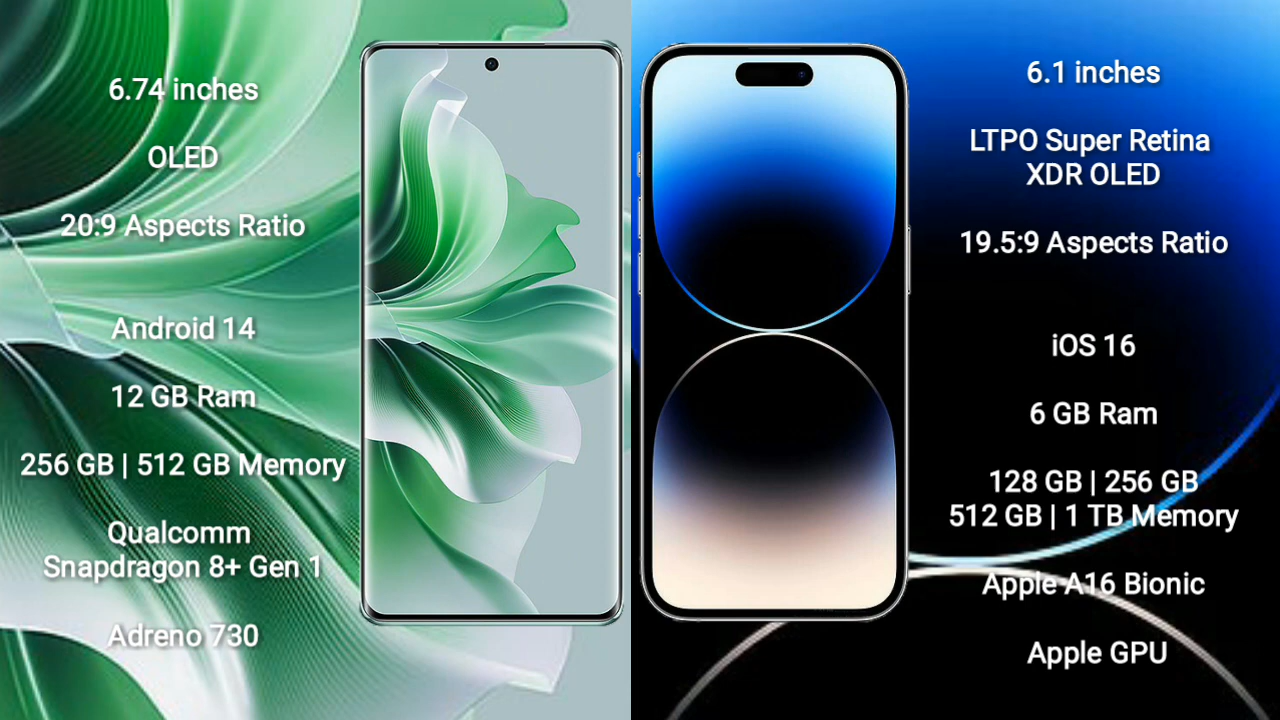 6.74 inches
OLED
20:9 Aspects Ratio
Android 14
12 GB Ram
256 GB | 512 GB Memory
Qualcomm
Snapdragon 8+ Gen 1
Adreno 730
6.1 inches
LTPO Super Retina
XDR OLED
19.5:9 Aspects Ratio
iOS 16
6 GB Ram
128 GB | 256 GB
512 GB | 1 TB Memory
Apple A16 Bionic
Apple GPU